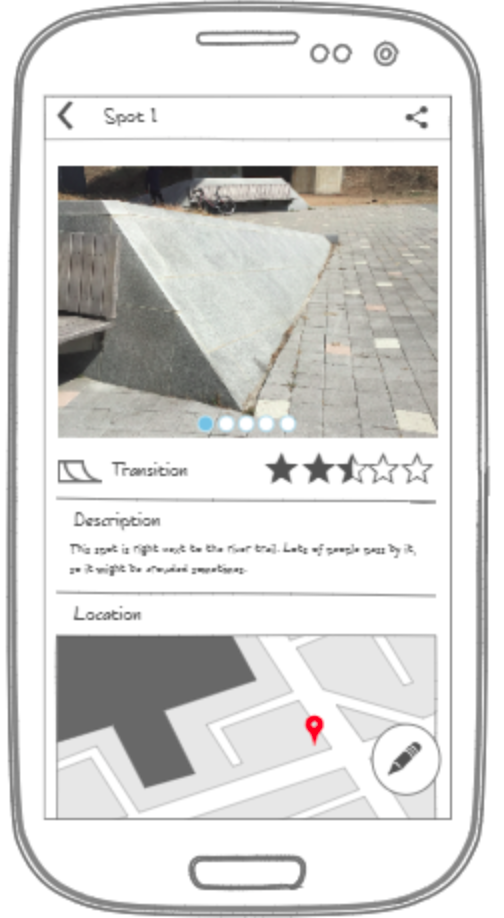 Spot 1
Transition
Description
This spot is right next to the river trail. Lots of people pass by it,
so it might be crowded sometimes.
Location